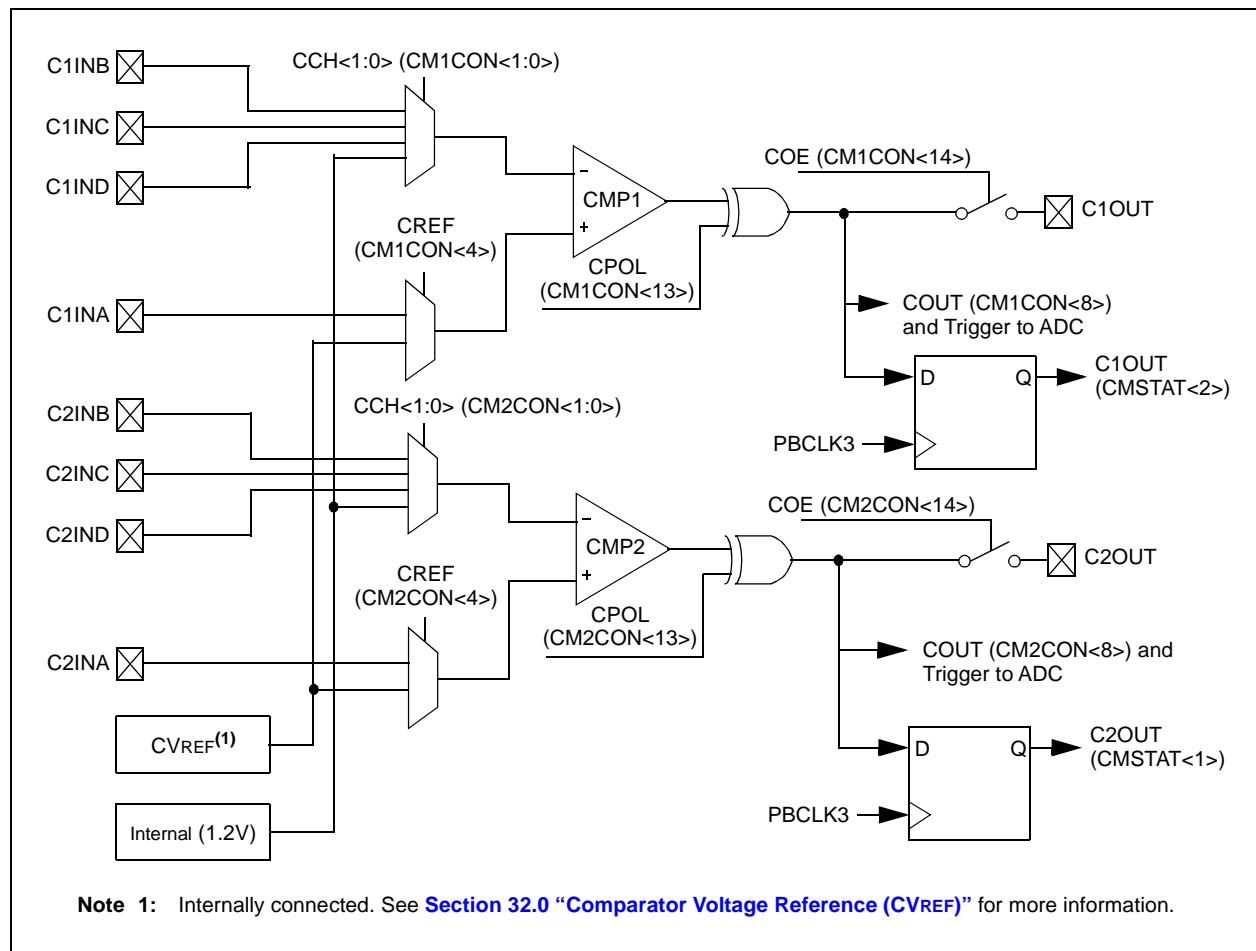 C1INB
CCH<1:0> (CM1CON<1:0>)
C1INC
C1IND
COE (CM1CON<14>)
-
CMP1
+
C1OUT
CREF
(CM1CON<4>)
CPOL
(CM1CON<13>)
C1INA
COUT (CM1CON<8>)
and Trigger to ADC
D
Q
C1OUT
(CMSTAT<2>)
PBCLK3
C2INB
CCH<1:0> (CM2CON<1:0>)
C2INC
C2IND
COE (CM2CON<14>)
-
CMP2
+
C2OUT
CREF
(CM2CON<4>)
CPOL
(CM2CON<13>)
C2INA
COUT (CM2CON<8>) and
Trigger to ADC
CVREF(1)
D
Q
C2OUT
(CMSTAT<1>)
PBCLK3
Internal (1.2V)
Note 1: Internally connected. See Section 32.0 “Comparator Voltage Reference (CVREF)” for more information.